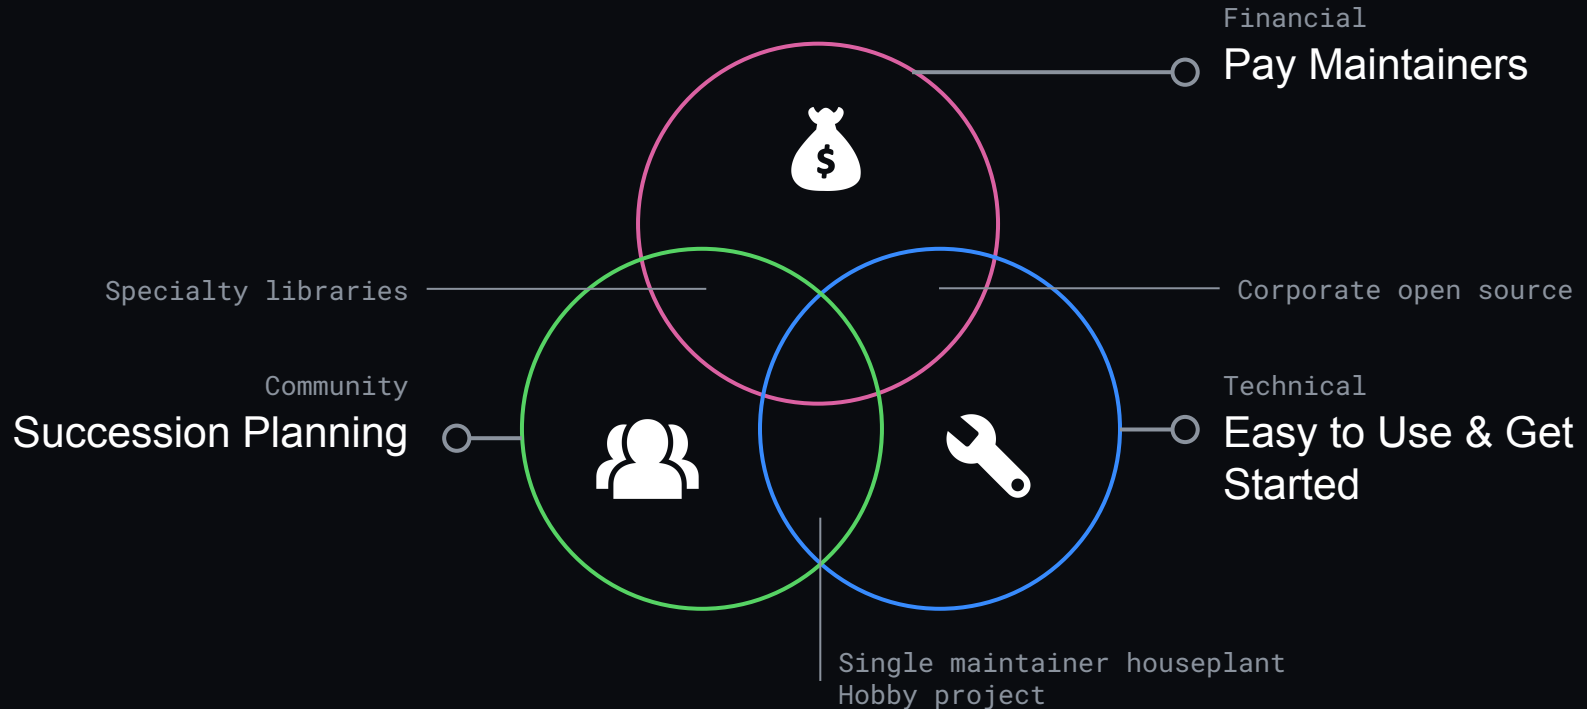 Financial
Pay Maintainers
Specialty libraries
Corporate open source
Community
Succession Planning
Technical
Easy to Use & Get
Started
$
Single maintainer houseplant
Hobby project